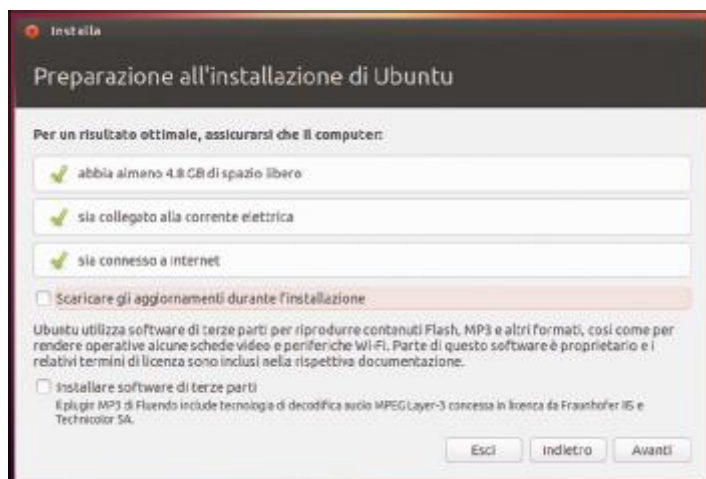 Installa
Preparazione all'installazione di Ubuntu
Per un risultato ottimale, assicurarsi che il computer:
abbia almeno 4.8 GB di spazio libero
sia collegato alla corrente elettrica
sia connesso a Internet
Scaricare gli aggiornamenti durante l'installazione
Ubuntu utilizza software di terze parti per riprodurre contenuti Flash, MP3 e altri formati, così come per
rendere operative alcune schede video e periferiche Wi-Fi. Parte di questo software è proprietario e i
relativi termini di licenza sono inclusi nella rispettiva documentazione.
Installare software di terze parti
Il plugin MP3 di Fluendo include tecnologia di decodifica audio MPEG Layer-3 concessa in licenza da Fraunhofer IIS e
Technicolor SA.
Esci Indietro Avanti